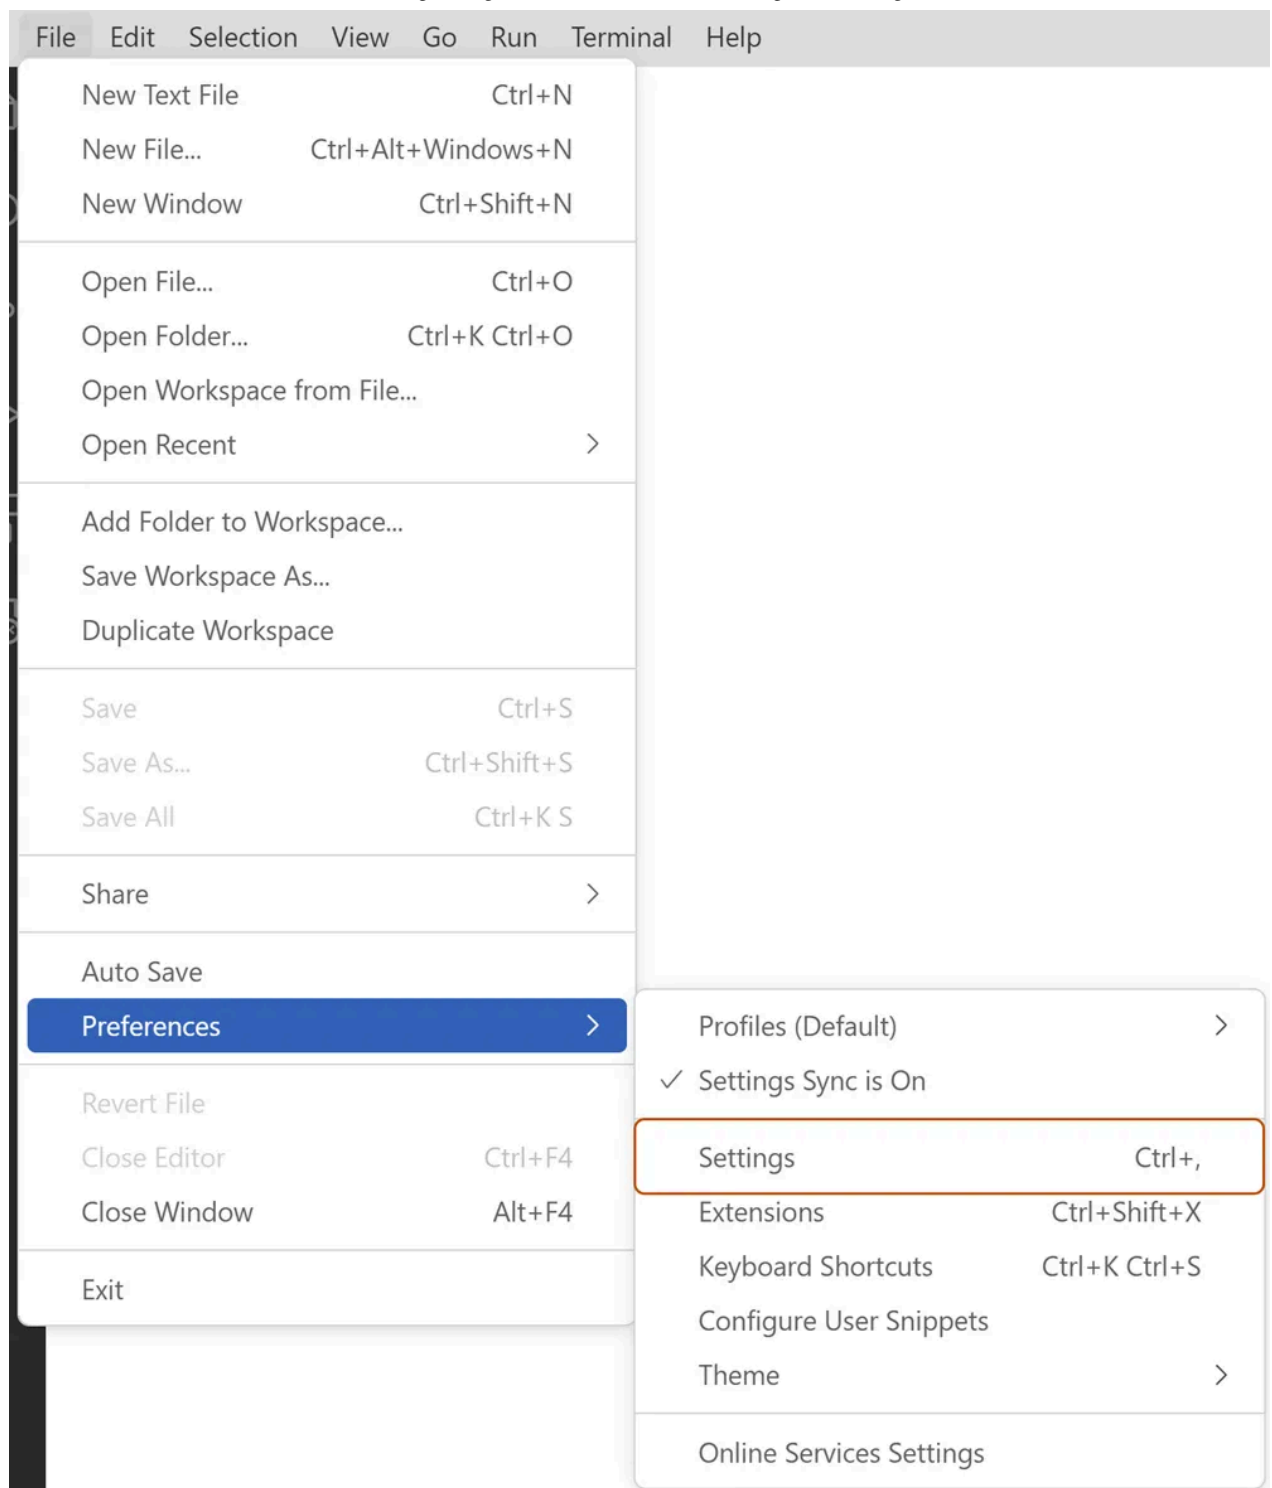 File Edit Selection View Go Run Terminal Help
New Text File Ctrl+N
New File... Ctrl+Alt+Windows+N
New Window Ctrl+Shift+N
Open File... Ctrl+O
Open Folder... Ctrl+K Ctrl+O
Open Workspace from File...
Open Recent
Add Folder to Workspace...
Save Workspace As...
Duplicate Workspace
Save Ctrl+S
Save As... Ctrl+Shift+S
Save All Ctrl+K S
Share
Auto Save
Preferences
Revert File
Close Editor Ctrl+F4
Close Window Alt+F4
Exit
Profiles (Default)
Settings Sync is On
Settings Ctrl+,
Extensions Ctrl+Shift+X
Keyboard Shortcuts Ctrl+K Ctrl+S
Configure User Snippets
Theme
Online Services Settings